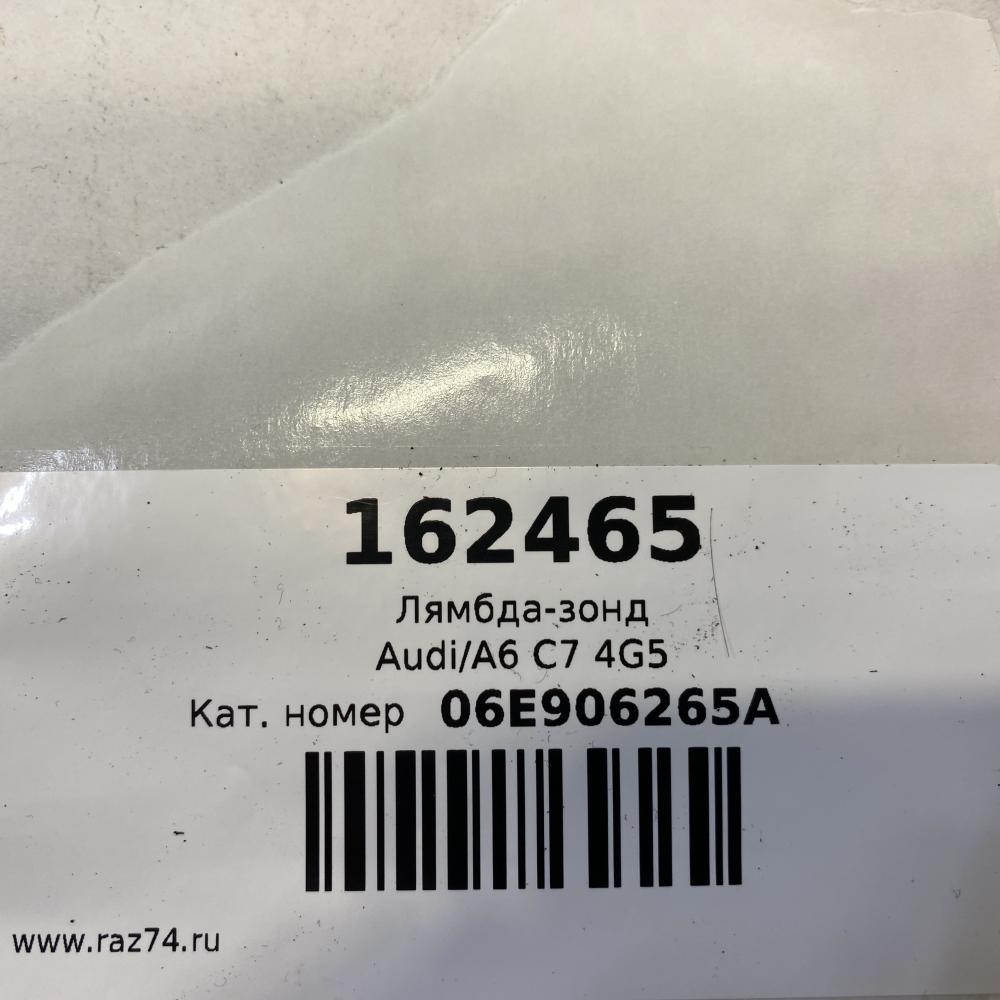 162465
Лямбда-зонд
Audi/A6 C7 4G5
Кат. номер 06E906265A
www.raz74.ru